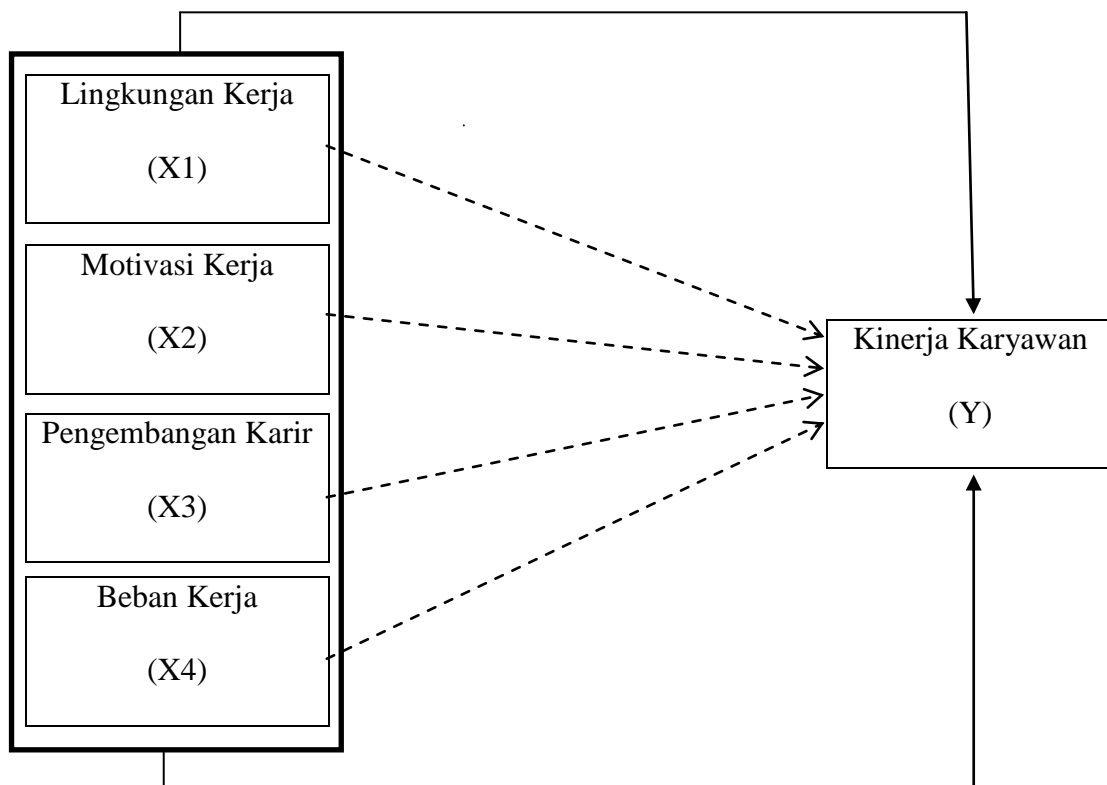 Lingkungan Kerja
(X1)
Motivasi Kerja
(X2)
Pengembangan Karir
(X3)
Beban Kerja
(X4)
Kinerja Karyawan
(Y)